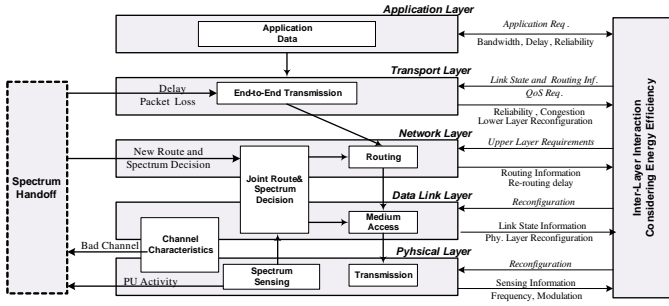 Application Layer
Application
Data
Application Req.
Bandwidth, Delay, Reliability
Transport Layer
Delay
Packet Loss
End-to-End Transmission
Link State and Routing Inf.
QoS Req.
Reliability , Congestion
Lower Layer Reconfiguration
Network Layer
New Route and
Spectrum Decision
Joint Route&
Spectrum
Decision
Routing
Upper Layer Requirements
Routing Information
Re-routing delay
Spectrum
Handoff
Inter-Layer Interaction
Considering Energy Efficiency
Data Link Layer
Medium
Access
Reconfiguration
Link State Information
Phy. Layer Reconfiguration
Bad Channel
Channel
Characteristics
Pyhsical Layer
PU Activity
Spectrum
Sensing
Transmission
Reconfiguration
Sensing Information
Frequency, Modulation